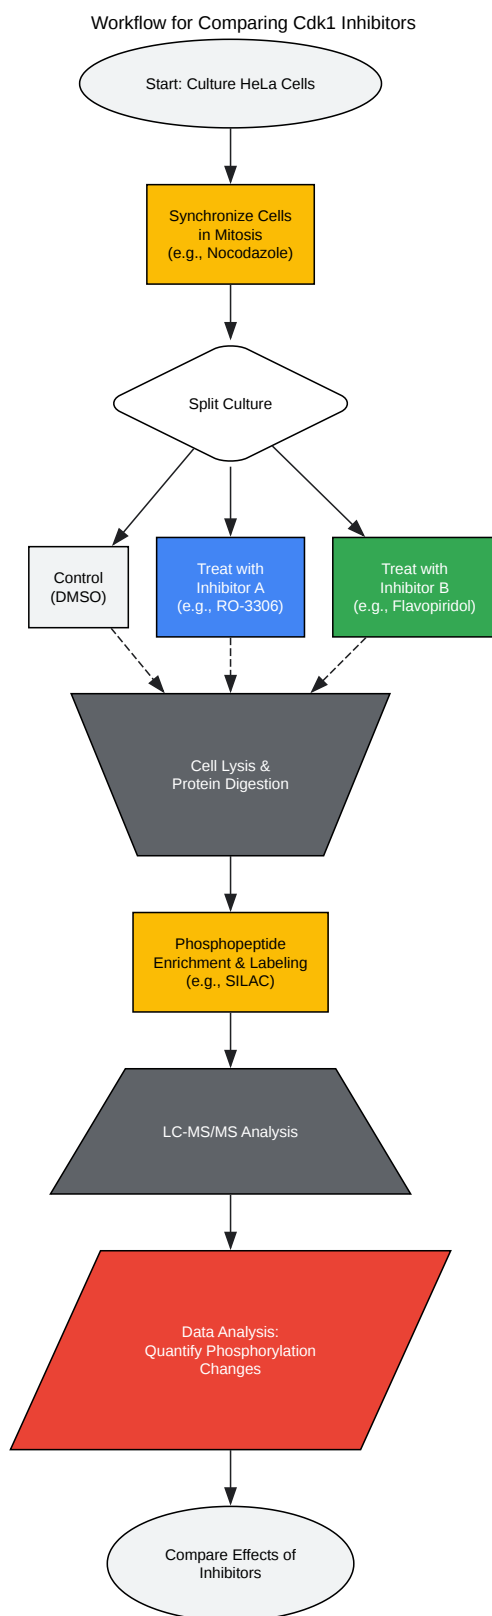 Workflow for Comparing Cdk1 Inhibitors
Start: Culture HeLa Cells
Synchronize Cells
in Mitosis
(e.g., Nocodazole)
Split Culture
Control
(DMSO)
Treat with
Inhibitor A
(e.g., RO-3306)
Treat with
Inhibitor B
(e.g., Flavopiridol)
Cell Lysis &
Protein Digestion
Phosphopeptide
Enrichment & Labeling
(e.g., SILAC)
LC-MS/MS Analysis
Data Analysis:
Quantify Phosphorylation
Changes
Compare Effects of
Inhibitors